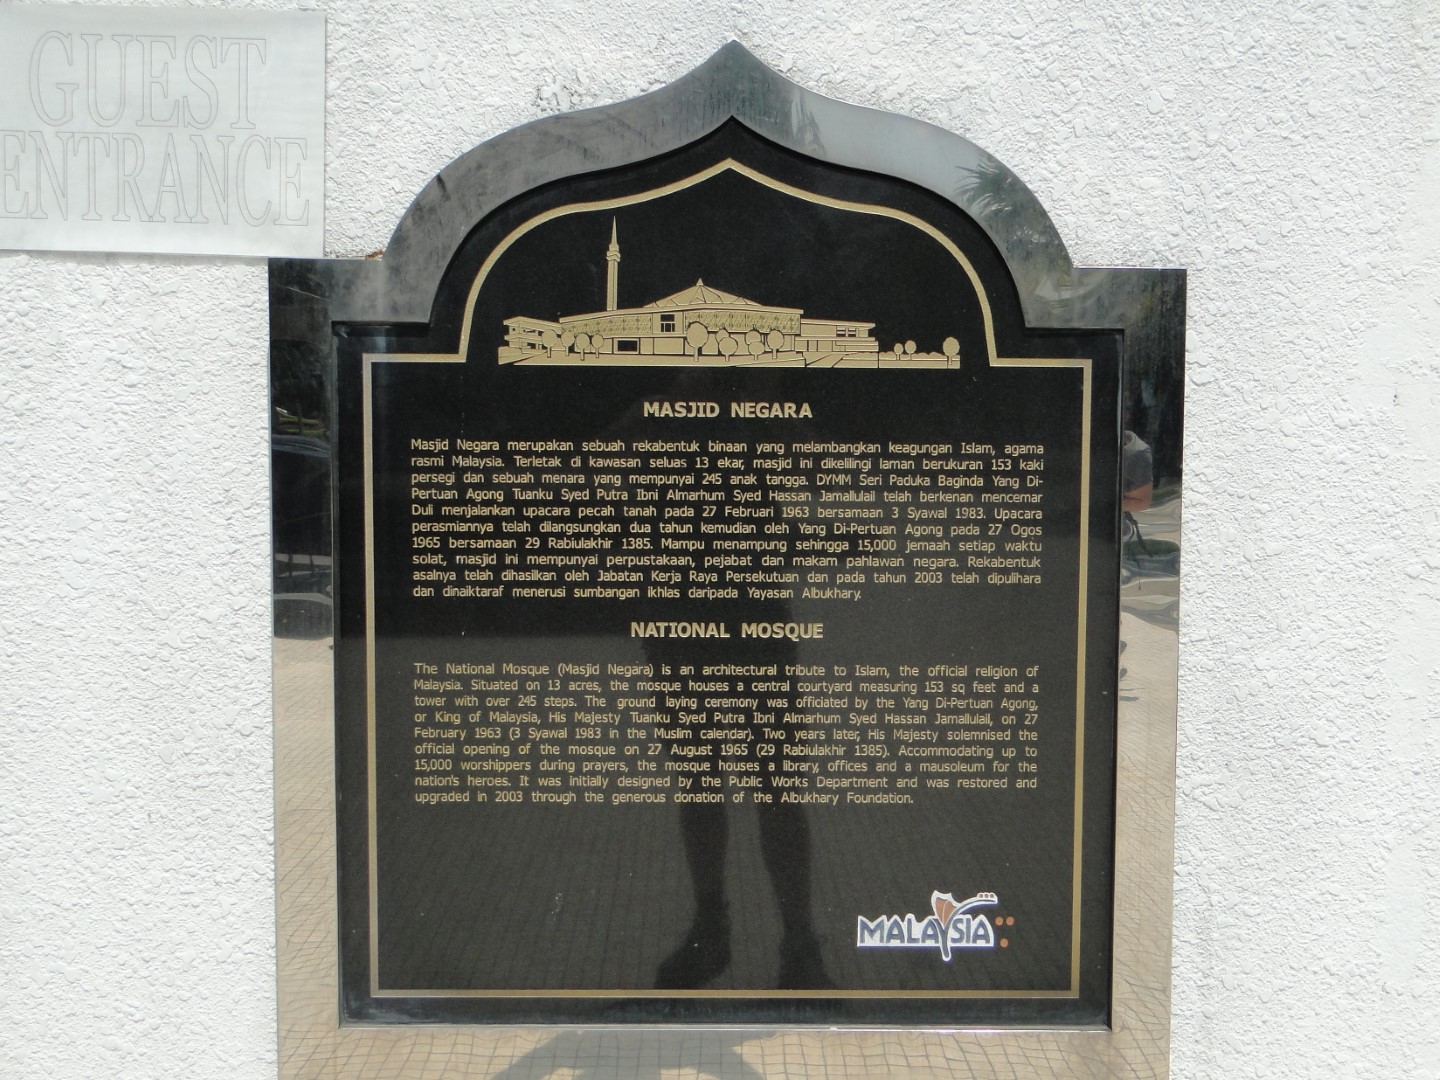 GUEST
ENTRANCE
MASJID NEGARA
Masjid Negara merupakan sebuah rekabentuk binaan yang melambangkan keagungan Islam, agama
rasmi Malaysia. Terletak di kawasan seluas 13 ekar, masjid ini dikelilingi laman berukuran 153 kaki
persegi dan sebuah menara yang mempunyai 245 anak tangga. DYMM Seri Paduka Baginda Yang Di-
Pertuan Agong Tuanku Syed Putra Ibni Almarhum Syed Hassan Jamallulail telah berkenan mencemar
Duli menjalankan upacara pecah tanah pada 27 Februari 1963 bersamaan 3 Syawal 1983. Upacara
perasmiannya telah dilangsungkan dua tahun kemudian oleh Yang Di-Pertuan Agong pada 27 Ogos
1965 bersamaan 29 Rabiulakhir 1385. Mampu menampung sehingga 15,000 jemaah setiap waktu
solat, masjid ini mempunyai perpustakaan, pejabat dan makam pahlawan negara. Rekabentuk
asalnya telah dihasilkan oleh Jabatan Kerja Raya Persekutuan dan pada tahun 2003 telah dipulihara
dan dinaiktaraf menerusi sumbangan ikhlas daripada Yayasan Albukhary.
NATIONAL MOSQUE
The National Mosque (Masjid Negara) is an architectural tribute to Islam, the official religion of
Malaysia. Situated on 13 acres, the mosque houses a central courtyard measuring 153 sq feet and a
tower with over 245 steps. The ground laying ceremony was officiated by the Yang Di-Pertuan Agong,
or King of Malaysia, His Majesty Tuanku Syed Putra Ibni Almarhum Syed Hassan Jamallulail, on 27
February 1963 (3 Syawal 1983 in the Muslim calendar). Two years later, His Majesty solemnised the
official opening of the mosque on 27 August 1965 (29 Rabiulakhir 1385). Accommodating up to
15,000 worshippers during prayers, the mosque houses a library, offices and a mausoleum for the
nation's heroes. It was initially designed by the Public Works Department and was restored and
upgraded in 2003 through the generous donation of the Albukhary Foundation.
MALAYSIA